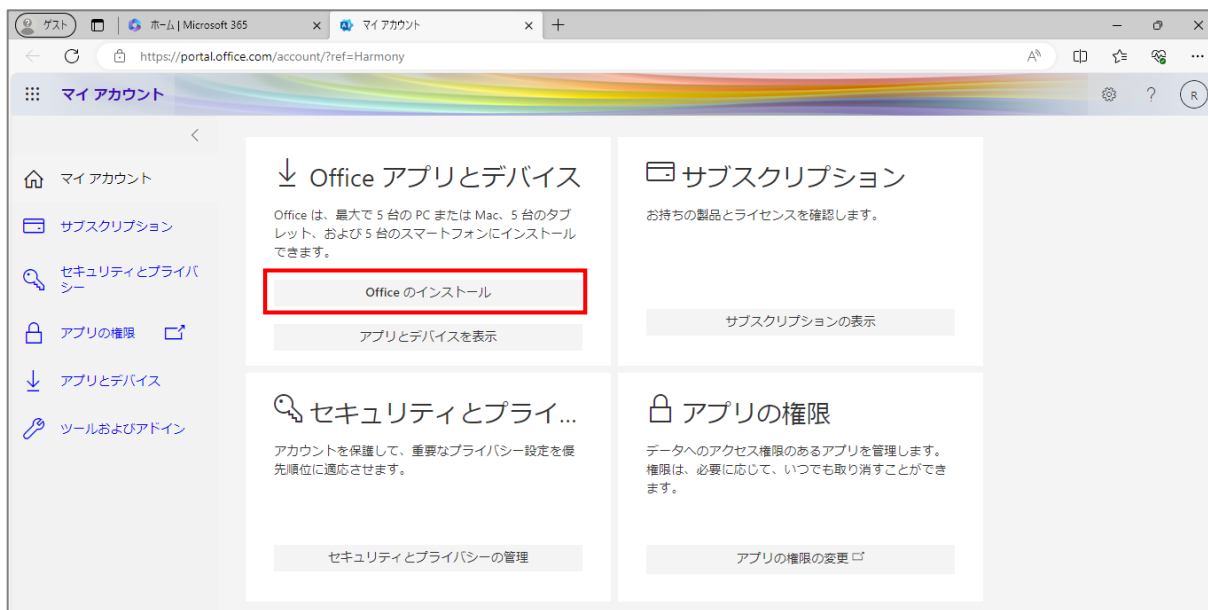 ゲスト
ホーム | Microsoft 365
マイ アカウント
https://portal.office.com/account/?ref=Harmony
マイ アカウント
?
R
マイ アカウント
サブスクリプション
セキュリティとプライバ
シー
アプリの権限
アプリとデバイス
ツールおよびアドイン
Office アプリとデバイス
Office は、最大で 5 台の PC または Mac、5 台のタブ
レット、および 5 台のスマートフォンにインストール
できます。
Office のインストール
アプリとデバイスを表示
サブスクリプション
お持ちの製品とライセンスを確認します。
サブスクリプションの表示
セキュリティとプライ...
アカウントを保護して、重要なプライバシー設定を優
先順位に適応させます。
セキュリティとプライバシーの管理
アプリの権限
データへのアクセス権限のあるアプリを管理します。
権限は、必要に応じて、いつでも取り消すことができ
ます。
アプリの権限の変更